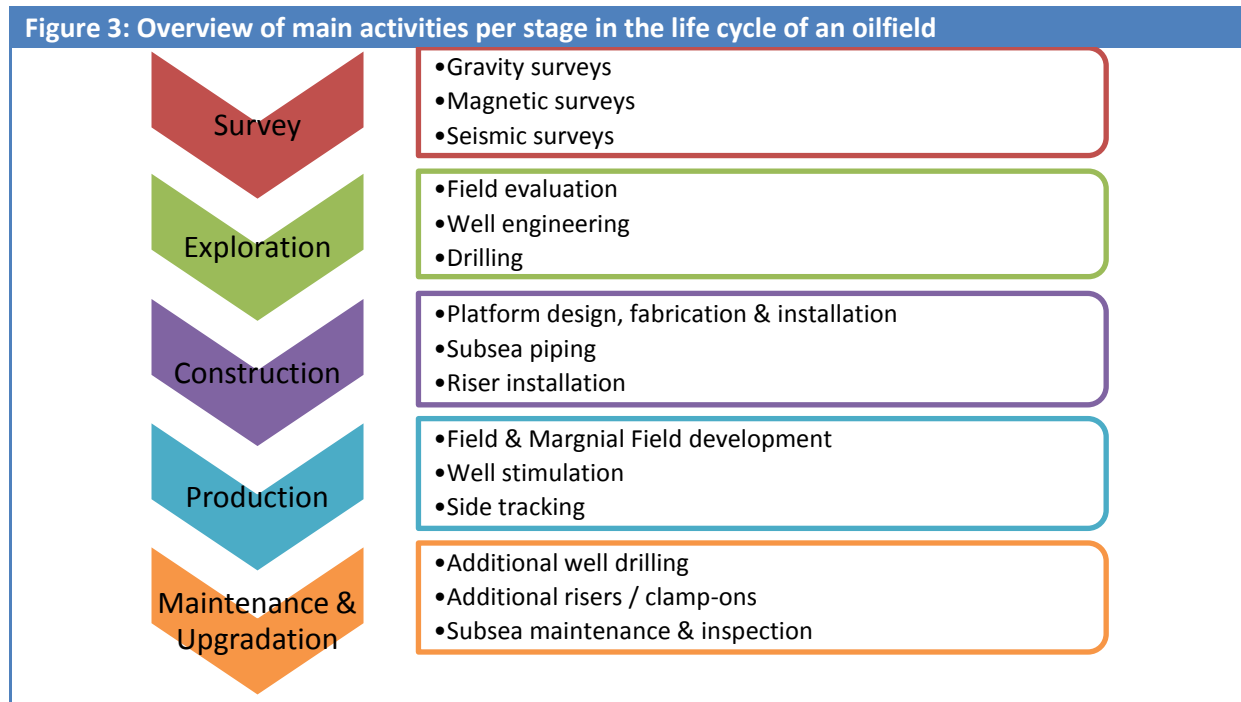 Figure 3: Overview of main activities per stage in the life cycle of an oilfield
Survey
•Gravity surveys
•Magnetic surveys
•Seismic surveys
Exploration
•Field evaluation
•Well engineering
•Drilling
Construction
•Platform design, fabrication & installation
•Subsea piping
•Riser installation
Production
•Field & Margnial Field development
•Well stimulation
•Side tracking
Maintenance &
Upgradation
•Additional well drilling
•Additional risers / clamp-ons
•Subsea maintenance & inspection